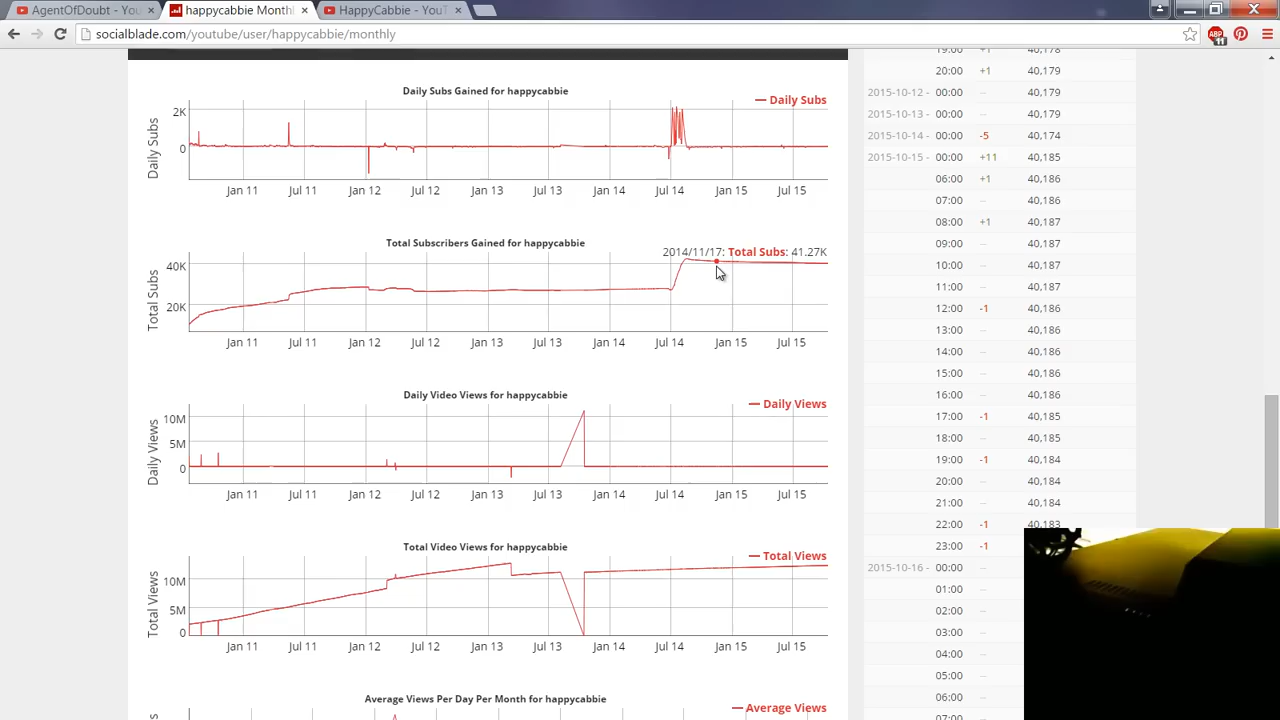 AgentOfDoubt - You
happycabbie Month
HappyCabbie - You
socialblade.com/youtube/user/happycabbie/monthly
ABP
11
Daily Subs Gained for happycabbie
Daily Subs
Daily Subs
2K
0
Jan 11 Jul 11 Jan 12 Jul 12 Jan 13 Jul 13 Jan 14 Jul 14 Jan 15 Jul 15
Total Subscribers Gained for happycabbie
2014/11/17: Total Subs: 41.27K
Total Subs
40K
20K
Jan 11 Jul 11 Jan 12 Jul 12 Jan 13 Jul 13 Jan 14 Jul 14 Jan 15 Jul 15
Daily Video Views for happycabbie
Daily Views
Daily Views
10M
5M
0
Jan 11 Jul 11 Jan 12 Jul 12 Jan 13 Jul 13 Jan 14 Jul 14 Jan 15 Jul 15
Total Video Views for happycabbie
Total Views
Total Views
10M
5M
0
Jan 11 Jul 11 Jan 12 Jul 12 Jan 13 Jul 13 Jan 14 Jul 14 Jan 15 Jul 15
Average Views Per Day Per Month for happycabbie
Average Views
19:00 +1 40,178
20:00 +1 40,179
2015-10-12 - 00:00 -- 40,179
2015-10-13 - 00:00 -- 40,179
2015-10-14 - 00:00 -5 40,174
2015-10-15 - 00:00 +11 40,185
06:00 +1 40,186
07:00 -- 40,186
08:00 +1 40,187
09:00 -- 40,187
10:00 -- 40,187
11:00 -- 40,187
12:00 -1 40,186
13:00 -- 40,186
14:00 -- 40,186
15:00 -- 40,186
16:00 -- 40,186
17:00 -1 40,185
18:00 -- 40,185
19:00 -1 40,184
20:00 -- 40,184
21:00 -- 40,184
22:00 -1 40,183
23:00 -1
2015-10-16 - 00:00 --
01:00 --
02:00 --
03:00 --
04:00 --
05:00 --
06:00 --
07:00 --